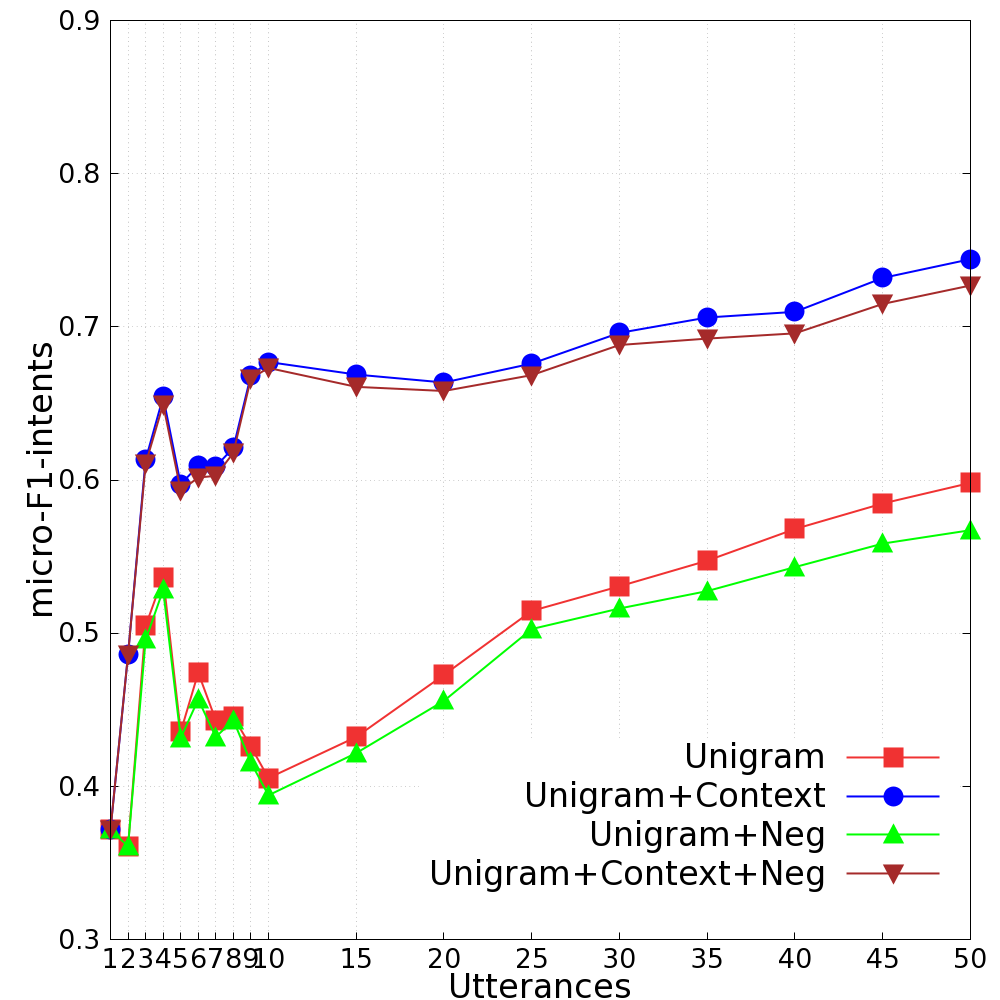 0.9
0.8
0.7
0.6
0.5
0.4
0.3
micro-F1-intents
Unigram
Unigram+Context
Unigram+Neg
Unigram+Context+Neg
1 2 3 4 5 6 7 8 9 10 15 20 25 30 35 40 45 50
Utterances